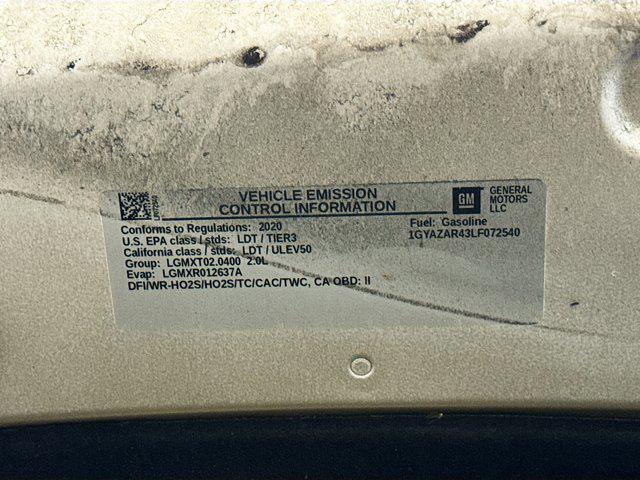 VEHICLE EMISSION
CONTROL INFORMATION
GM
GENERAL
MOTORS
LLC
Conforms to Regulations: 2020
U.S. EPA class / stds: LDT / TIER3
California class / stds: LDT / ULEV50
Group: LGMXT02.0400 2.0L
Evap: LGMXR012637A
DFI/WR-HO2S/HO2S/TC/CAC/TWC, CA OBD: II
Fuel: Gasoline
1GYAZAR43LF072540